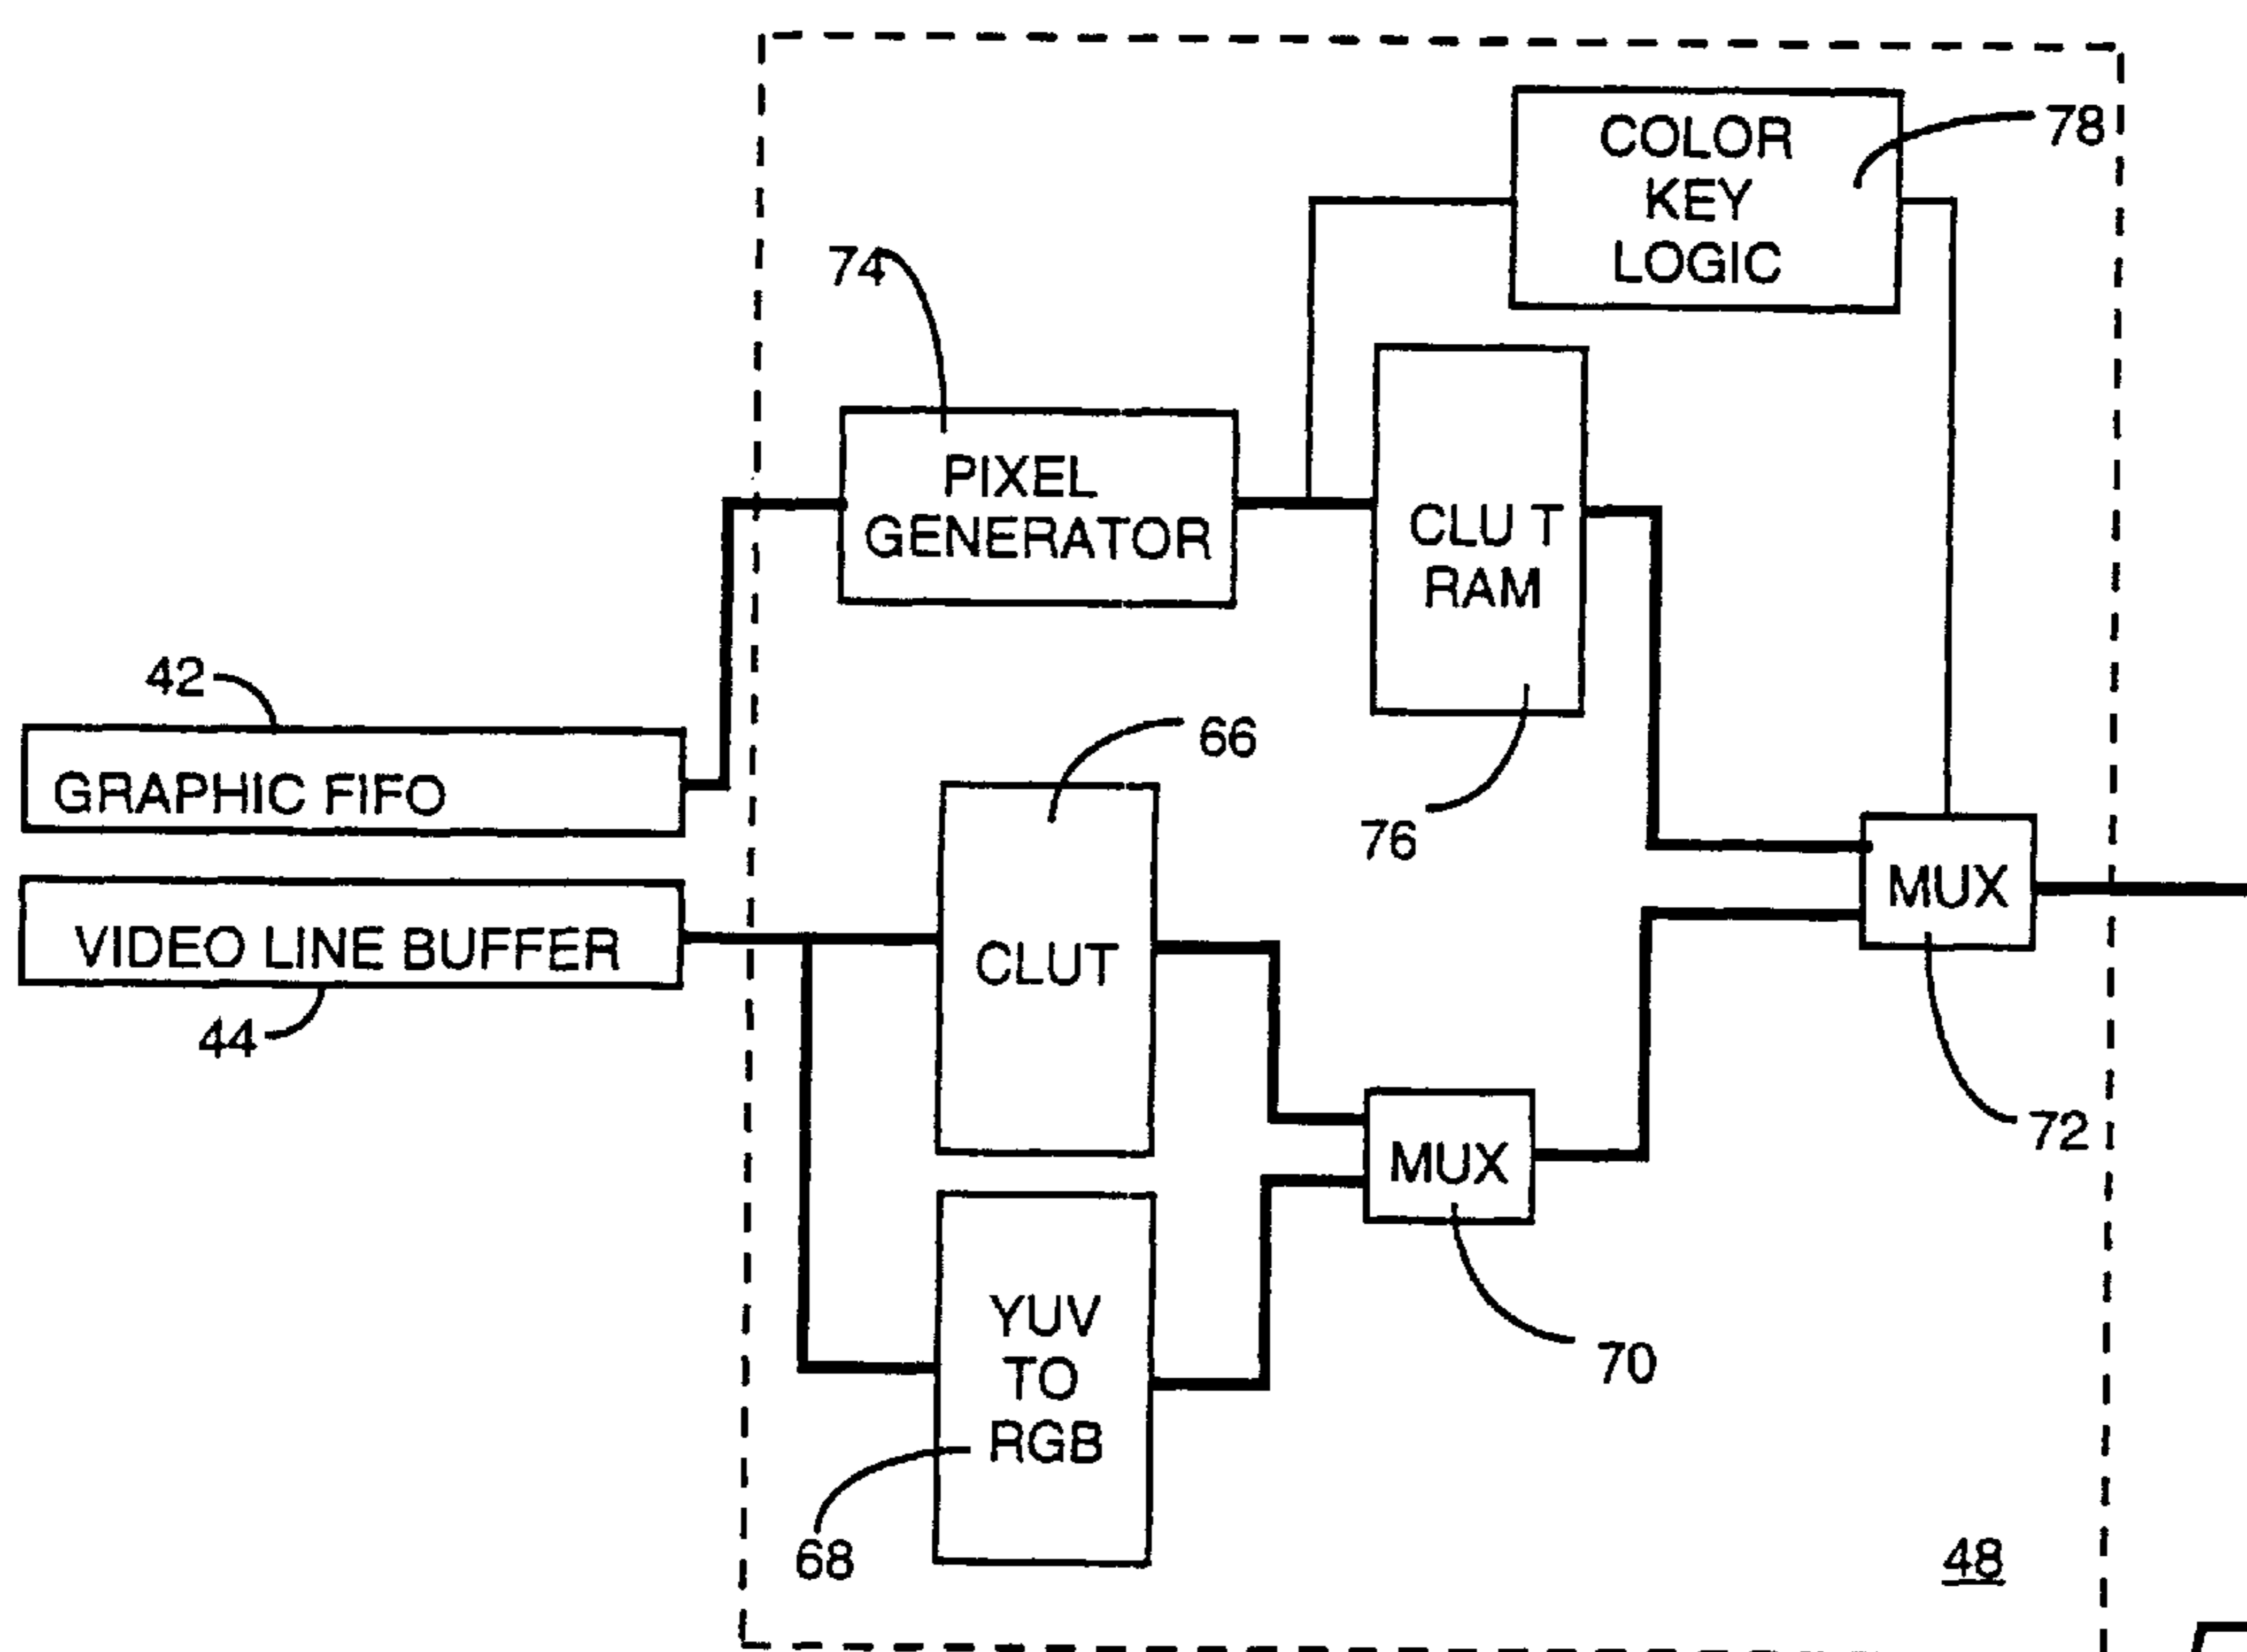 COLOR
KEY
LOGIC
78
74
PIXEL
GENERATOR
CLU T
RAM
42
GRAPHIC FIFO
66
76
MUX
VIDEO LINE BUFFER
CLUT
44
72
MUX
YUV
TO
RGB
70
68
48